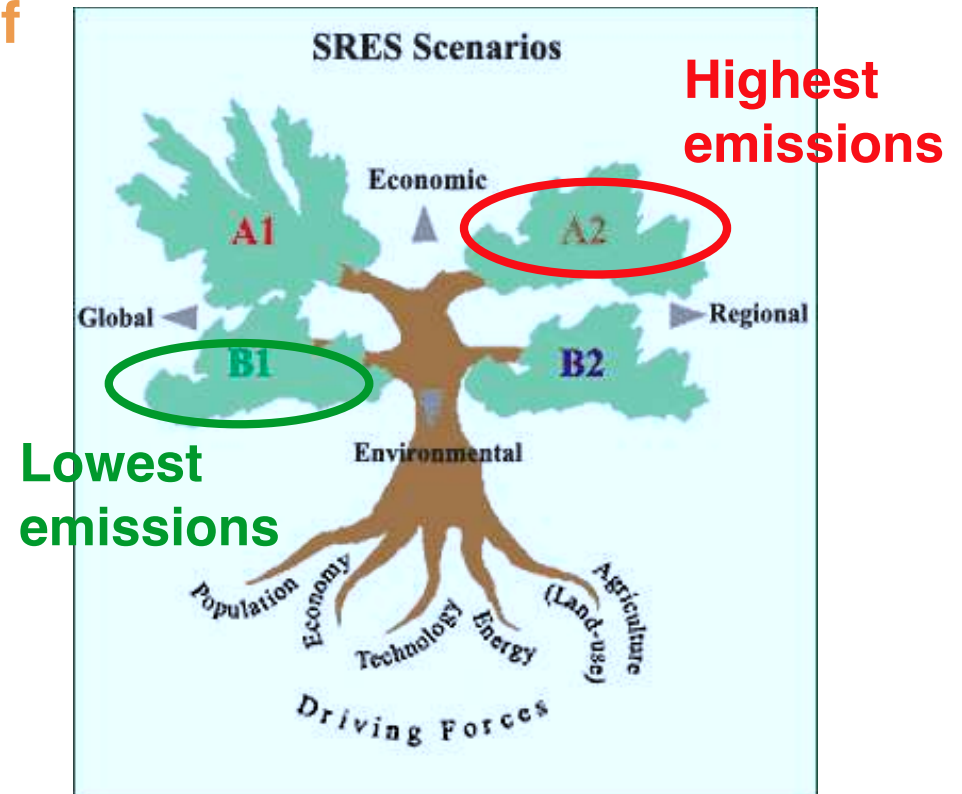 f
SRES Scenarios
Highest
emissions
Economic
A1
A2
Global
Regional
B1
B2
Environmental
Lowest
emissions
Population
Economy
Technology
Energy
(Land-use)
Agriculture
Driving Forces